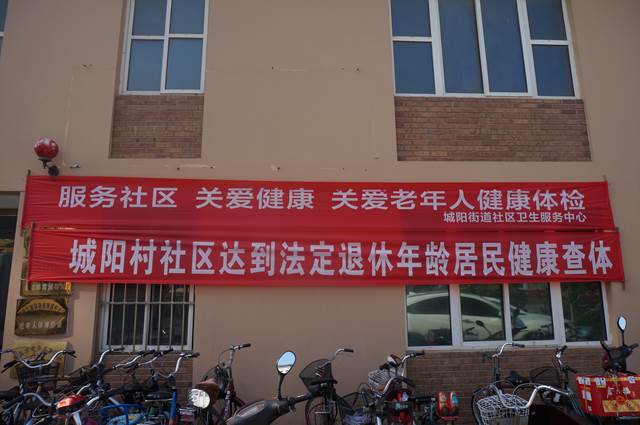 服务社区 关爱健康 关爱老年人健康体检
城阳街道社区卫生服务中心
城阳村社区达到法定退休年龄居民健康查体